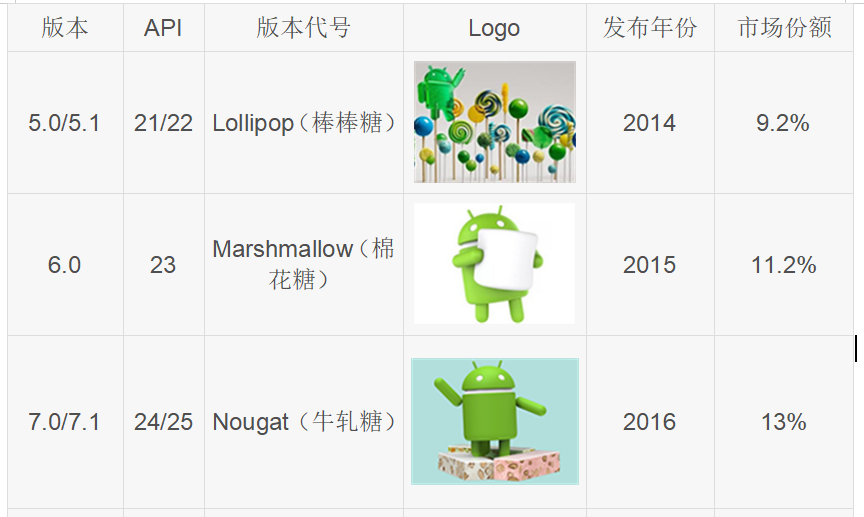 版本 API 版本代号 Logo 发布年份 市场份额
5.0/5.1 21/22 Lollipop（棒棒糖） 2014 9.2%
6.0 23 Marshmallow（棉
花糖） 2015 11.2%
7.0/7.1 24/25 Nougat（牛轧糖） 2016 13%